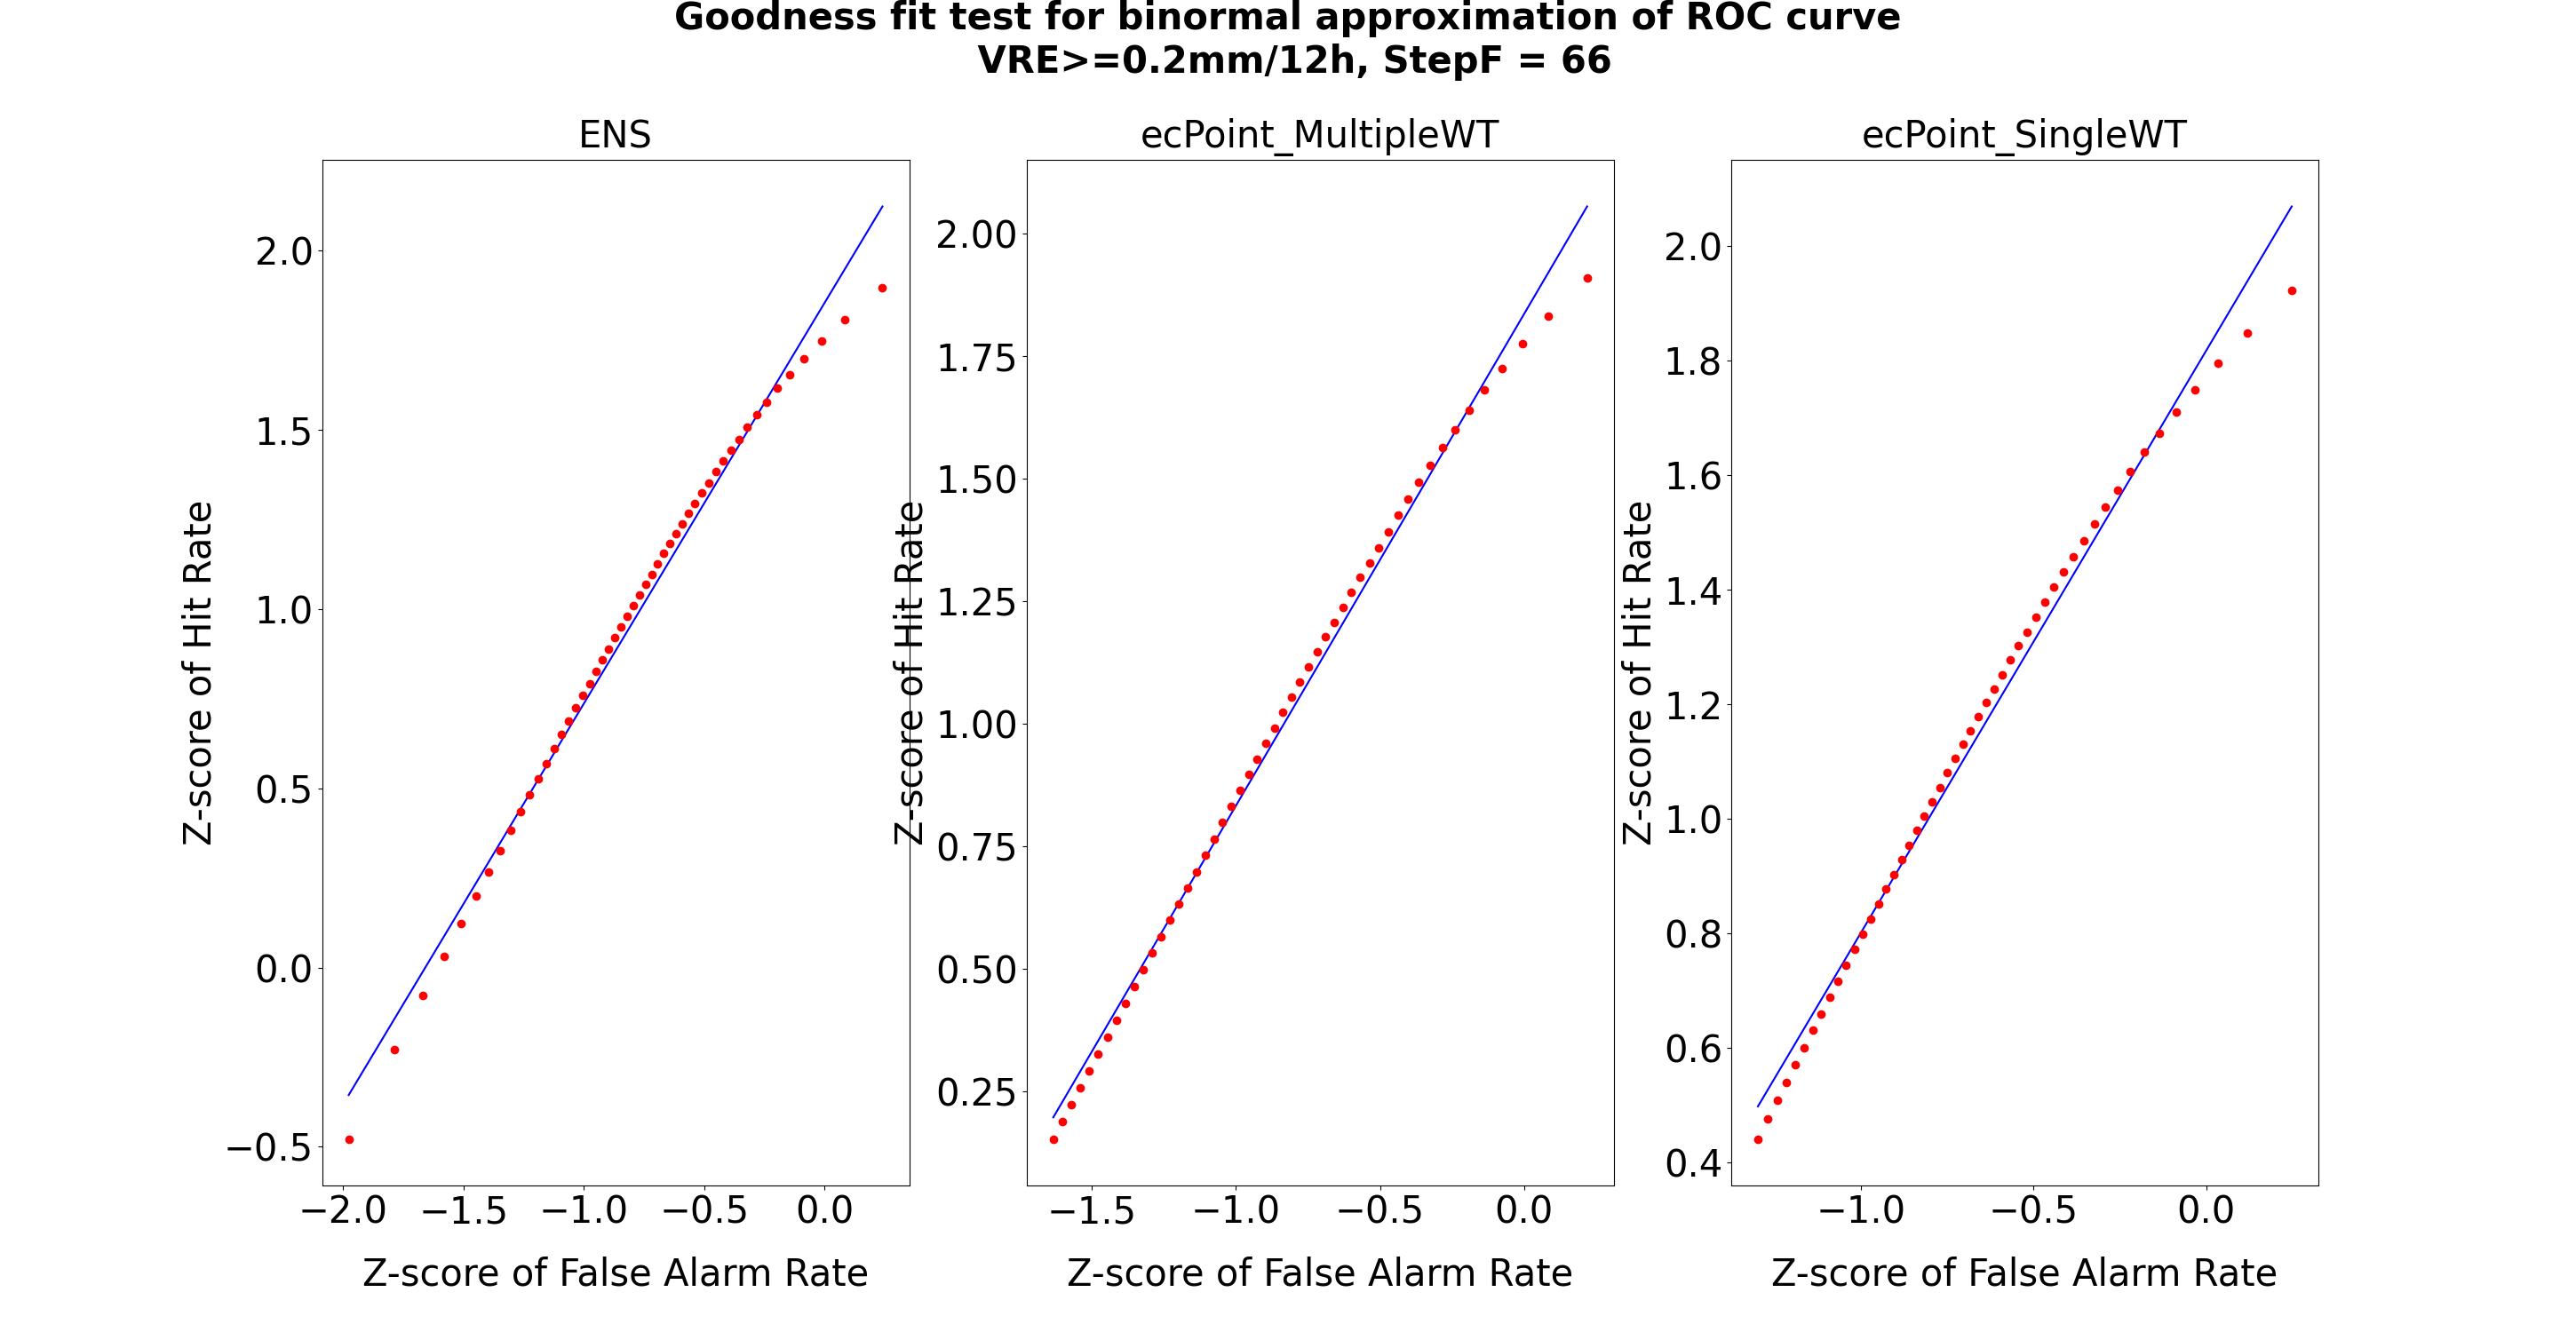 Goodness fit test for binormal approximation of ROC curve
VRE>=0.2mm/12h, StepF = 66
ENS
Z-score of Hit Rate
2.0
1.5
1.0
0.5
0.0
−0.5
−2.0 −1.5 −1.0 −0.5 0.0
Z-score of False Alarm Rate
ecPoint_MultipleWT
Z-score of Hit Rate
2.00
1.75
1.50
1.25
1.00
0.75
0.50
0.25
−1.5 −1.0 −0.5 0.0
Z-score of False Alarm Rate
ecPoint_SingleWT
Z-score of Hit Rate
2.0
1.8
1.6
1.4
1.2
1.0
0.8
0.6
0.4
−1.0 −0.5 0.0
Z-score of False Alarm Rate